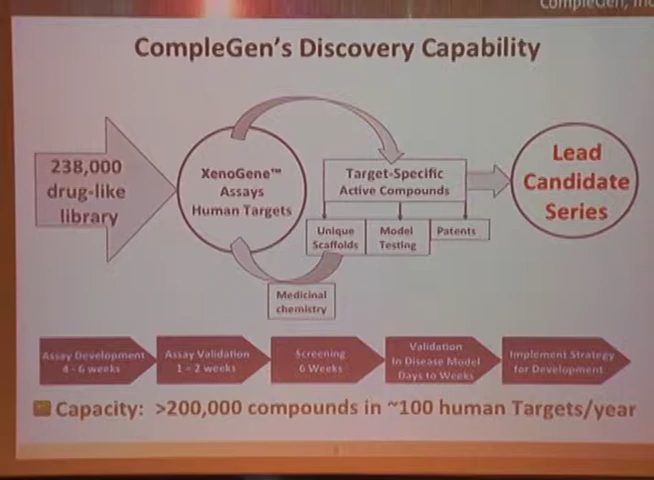 CompleGen, Inc
CompleGen's Discovery Capability
238,000
drug-like
library
XenoGene™
Assays
Human Targets
Target-Specific
Active Compounds
Unique
Scaffolds
Model
Testing
Patents
Lead
Candidate
Series
Medicinal
chemistry
Assay Development
4 - 6 weeks
Assay Validation
1 - 2 weeks
Screening
6 Weeks
Validation
In Disease Model
Days to Weeks
Implement Strategy
for Development
Capacity: >200,000 compounds in ~100 human Targets/year